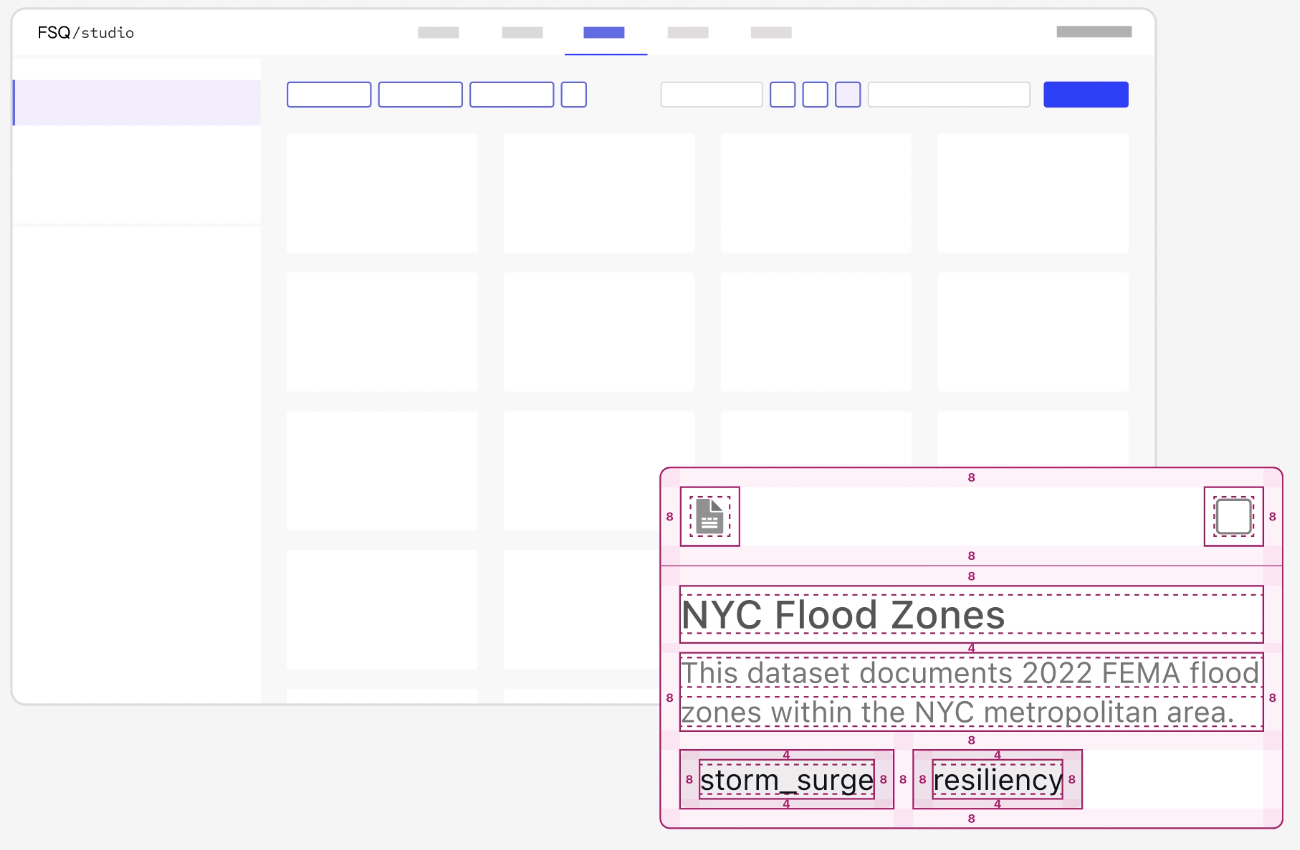 FSQ/studio
8
8 8
8
8
NYC Flood Zones
4
This dataset documents 2022 FEMA flood
8 8
zones within the NYC metropolitan area.
8
4 4
8 storm_surge 8 8 8 resiliency 8
4 4
8